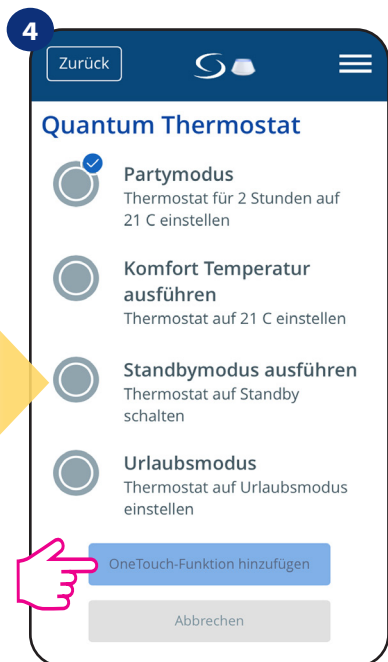 4
Zurück
Quantum Thermostat
Partymodus
Thermostat für 2 Stunden auf
21 C einstellen
Komfort Temperatur
ausführen
Thermostat auf 21 C einstellen
Standbymodus ausführen
Thermostat auf Standby
schalten
Urlaubsmodus
Thermostat auf Urlaubsmodus
einstellen
OneTouch-Funktion hinzufügen
Abbrechen